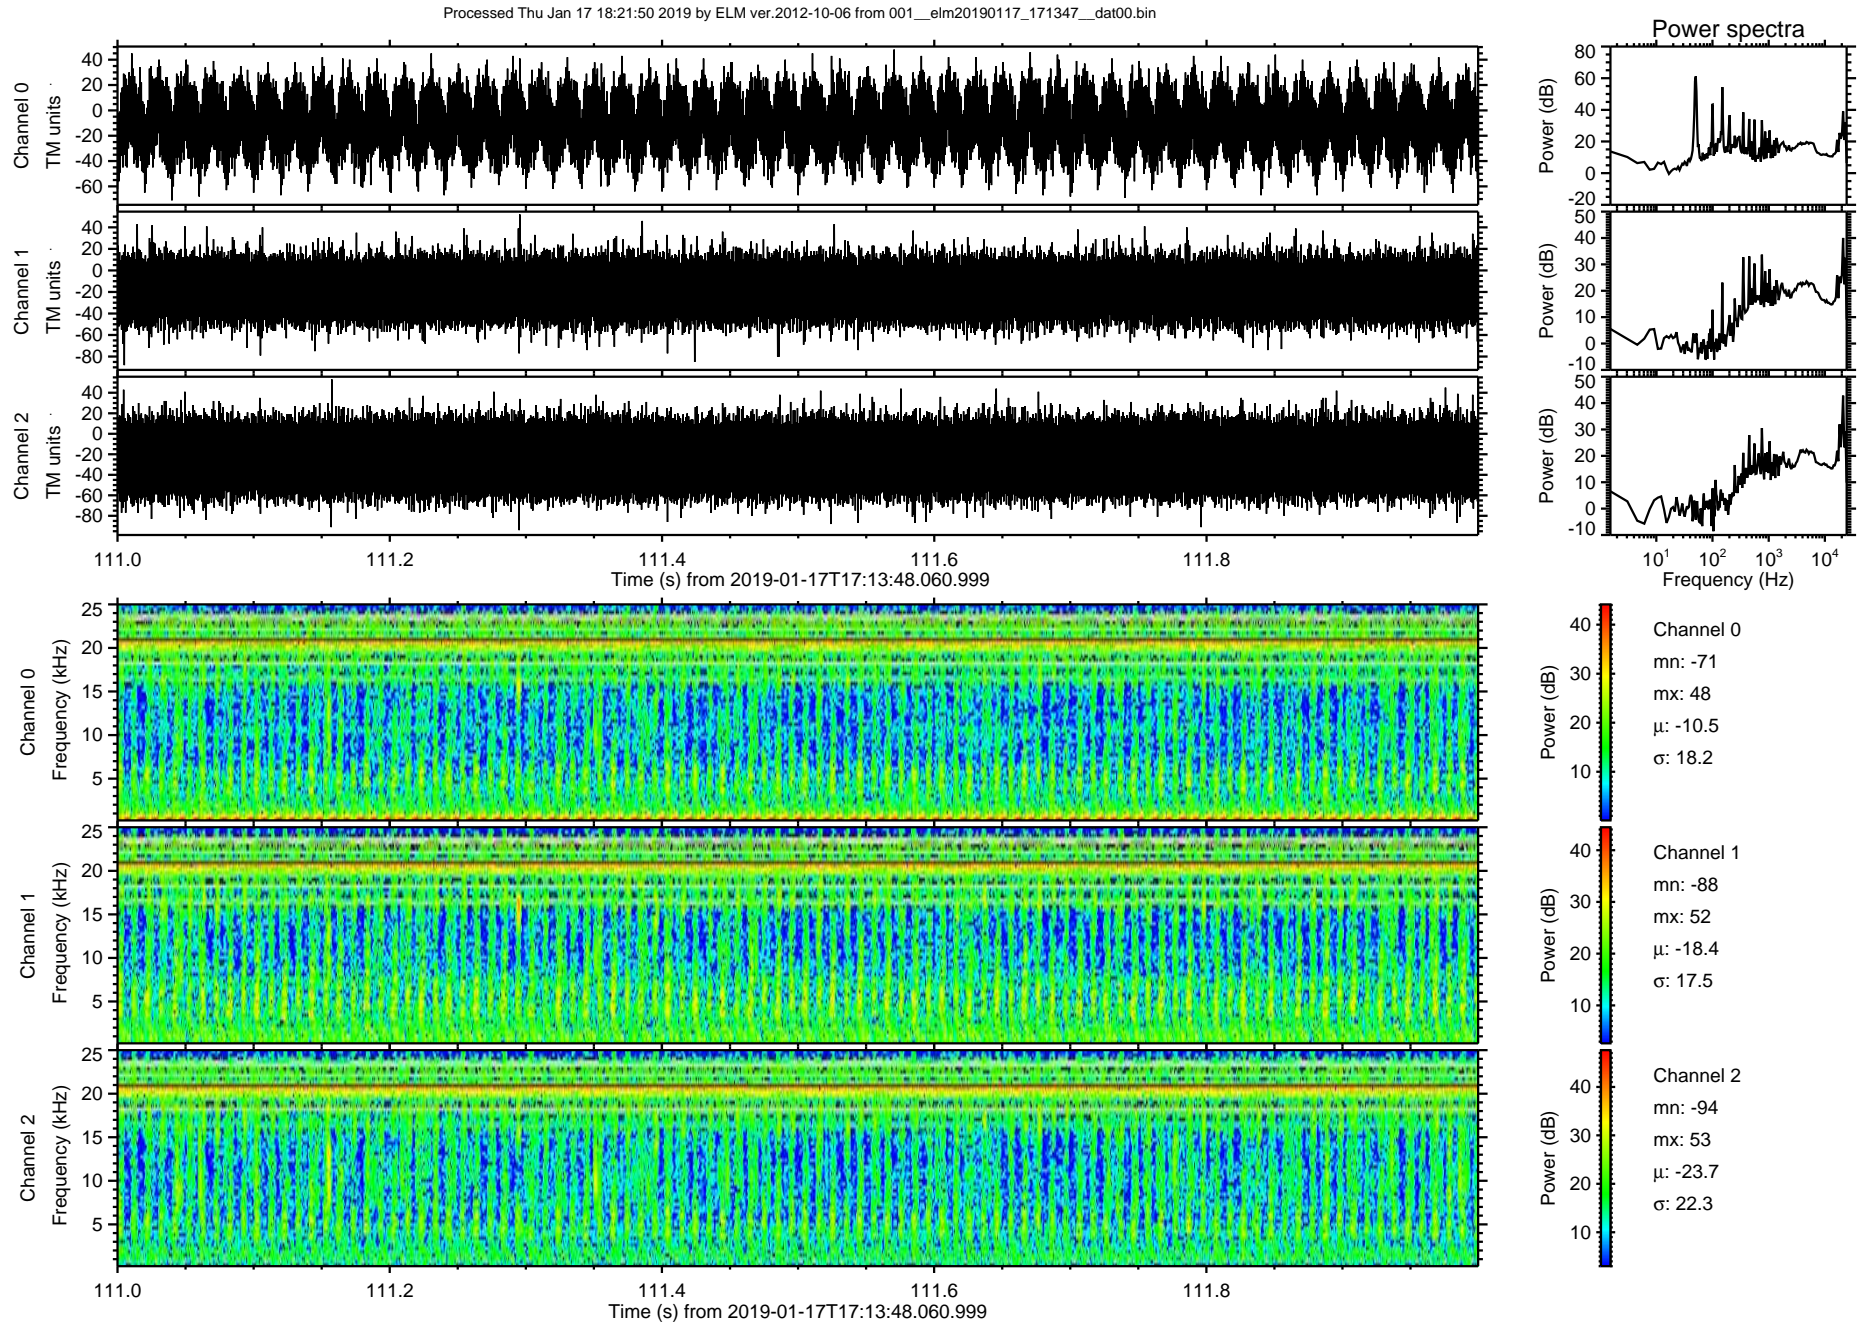 Processed Thu Jan 17 18:21:50 2019 by ELM ver.2012-10-06 from 001__elm20190117_171347__dat00.bin
Power spectra
Channel 0
TM units
40
20
0
-20
-40
-60
Power (dB)
80
60
40
20
0
-20
Channel 1
TM units
40
20
0
-20
-40
-60
-80
Power (dB)
50
40
30
20
10
0
-10
Channel 2
TM units
40
20
0
-20
-40
-60
-80
Power (dB)
50
40
30
20
10
0
-10
111.0 111.2 111.4 111.6 111.8
Time (s) from 2019-01-17T17:13:48.060.999
10¹ 10² 10³ 10⁴
Frequency (Hz)
Channel 0
Frequency (kHz)
25
20
15
10
5
Power (dB)
40
30
20
10
Channel 0
mn: -71
mx: 48
μ: -10.5
σ: 18.2
Channel 1
Frequency (kHz)
25
20
15
10
5
Power (dB)
40
30
20
10
Channel 1
mn: -88
mx: 52
μ: -18.4
σ: 17.5
Channel 2
Frequency (kHz)
25
20
15
10
5
Power (dB)
40
30
20
10
Channel 2
mn: -94
mx: 53
μ: -23.7
σ: 22.3
111.0 111.2 111.4 111.6 111.8
Time (s) from 2019-01-17T17:13:48.060.999